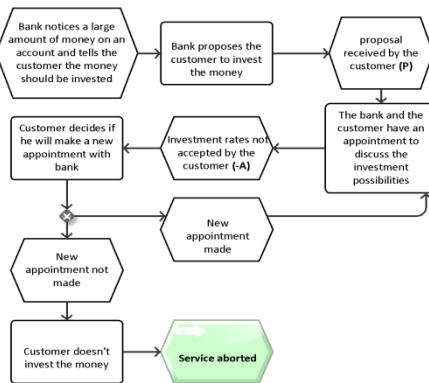 Bank notices a large
amount of money on an
account and tells the
customer the money
should be invested
Bank proposes the
customer to invest
the money
proposal
received by the
customer (P)
The bank and the
customer have an
appointment to
discuss the
investment
possibilities
Investment rates not
accepted by the
customer (-A)
Customer decides if
he will make a new
appointment with
bank
New
appointment
made
New
appointment not
made
Customer doesn't
invest the money
Service aborted